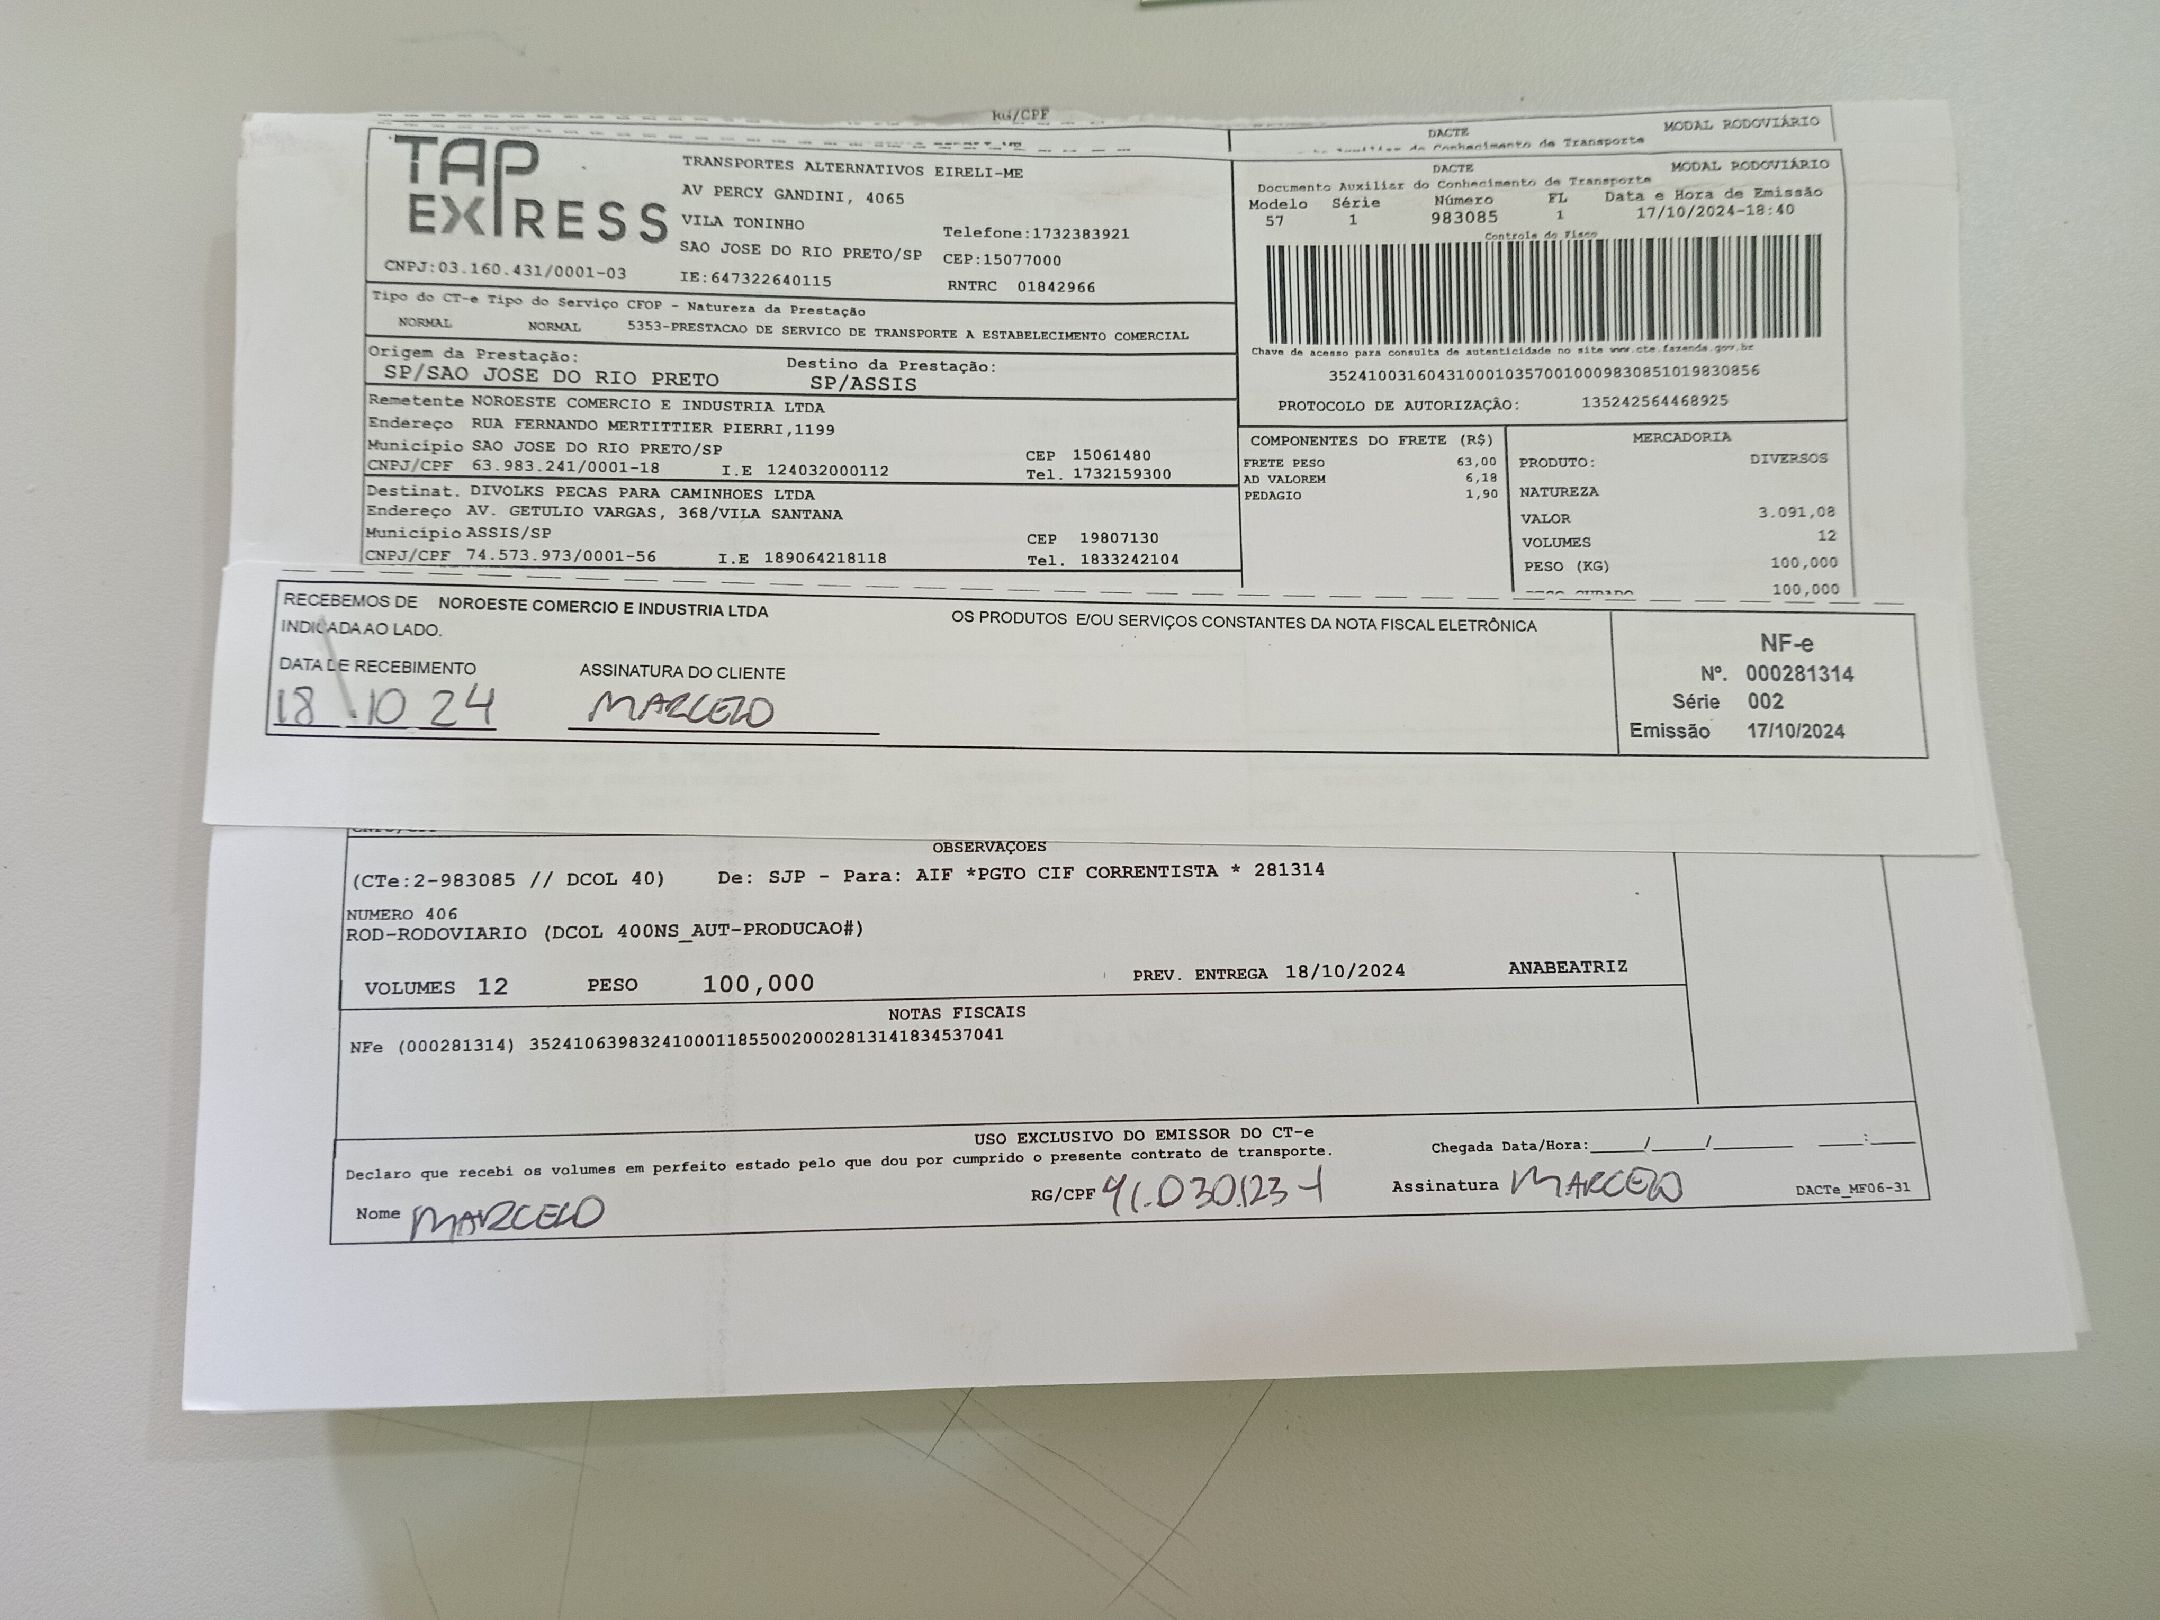 RG/CPF
DACTE MODAL RODOVIÁRIO
Auxiliar do Conhecimento de Transporte
TAP EXPRESS
TRANSPORTES ALTERNATIVOS EIRELI-ME
AV PERCY GANDINI, 4065
VILA TONINHO
Telefone:1732383921
SAO JOSE DO RIO PRETO/SP CEP:15077000
CNPJ:03.160.431/0001-03 IE:647322640115 RNTRC 01842966
DACTE MODAL RODOVIÁRIO
Documento Auxiliar do Conhecimento de Transporte
Modelo Série Número FL Data e Hora de Emissão
57 1 983085 1 17/10/2024-18:40
Controle do Fisco
Chave de acesso para consulta de autenticidade no site www.cte.fazenda.gov.br
35241003160431000103570010009830851019830856
PROTOCOLO DE AUTORIZAÇÃO: 135242564468925
Tipo do CT-e Tipo do Serviço CFOP - Natureza da Prestação
NORMAL NORMAL 5353-PRESTACAO DE SERVICO DE TRANSPORTE A ESTABELECIMENTO COMERCIAL
Origem da Prestação: Destino da Prestação:
SP/SAO JOSE DO RIO PRETO SP/ASSIS
Remetente NOROESTE COMERCIO E INDUSTRIA LTDA
Endereço RUA FERNANDO MERTITTIER PIERRI,1199
Município SAO JOSE DO RIO PRETO/SP CEP 15061480
CNPJ/CPF 63.983.241/0001-18 I.E 124032000112 Tel. 1732159300
Destinat. DIVOLKS PECAS PARA CAMINHOES LTDA
Endereço AV. GETULIO VARGAS, 368/VILA SANTANA
Município ASSIS/SP CEP 19807130
CNPJ/CPF 74.573.973/0001-56 I.E 189064218118 Tel. 1833242104
COMPONENTES DO FRETE (R$)
FRETE PESO 63,00
AD VALOREM 6,18
PEDAGIO 1,90
MERCADORIA
PRODUTO: DIVERSOS
NATUREZA
VALOR 3.091,08
VOLUMES 12
PESO (KG) 100,000
100,000
RECEBEMOS DE NOROESTE COMERCIO E INDUSTRIA LTDA OS PRODUTOS E/OU SERVIÇOS CONSTANTES DA NOTA FISCAL ELETRÔNICA
INDICADA AO LADO.
DATA DE RECEBIMENTO ASSINATURA DO CLIENTE
18 10 24 MARCELO
NF-e
Nº. 000281314
Série 002
Emissão 17/10/2024
OBSERVAÇOES
(CTe:2-983085 // DCOL 40) De: SJP - Para: AIF *PGTO CIF CORRENTISTA * 281314
NUMERO 406
ROD-RODOVIARIO (DCOL 400NS_AUT-PRODUCAO#)
VOLUMES 12 PESO 100,000 PREV. ENTREGA 18/10/2024 ANABEATRIZ
NOTAS FISCAIS
NFe (000281314) 35241063983241000118550020002813141834537041
USO EXCLUSIVO DO EMISSOR DO CT-e
Declaro que recebi os volumes em perfeito estado pelo que dou por cumprido o presente contrato de transporte. Chegada Data/Hora:____/____/______ ____:____
Nome MARCELO RG/CPF 41.030.123-1 Assinatura MARCELO DACTe_MF06-31